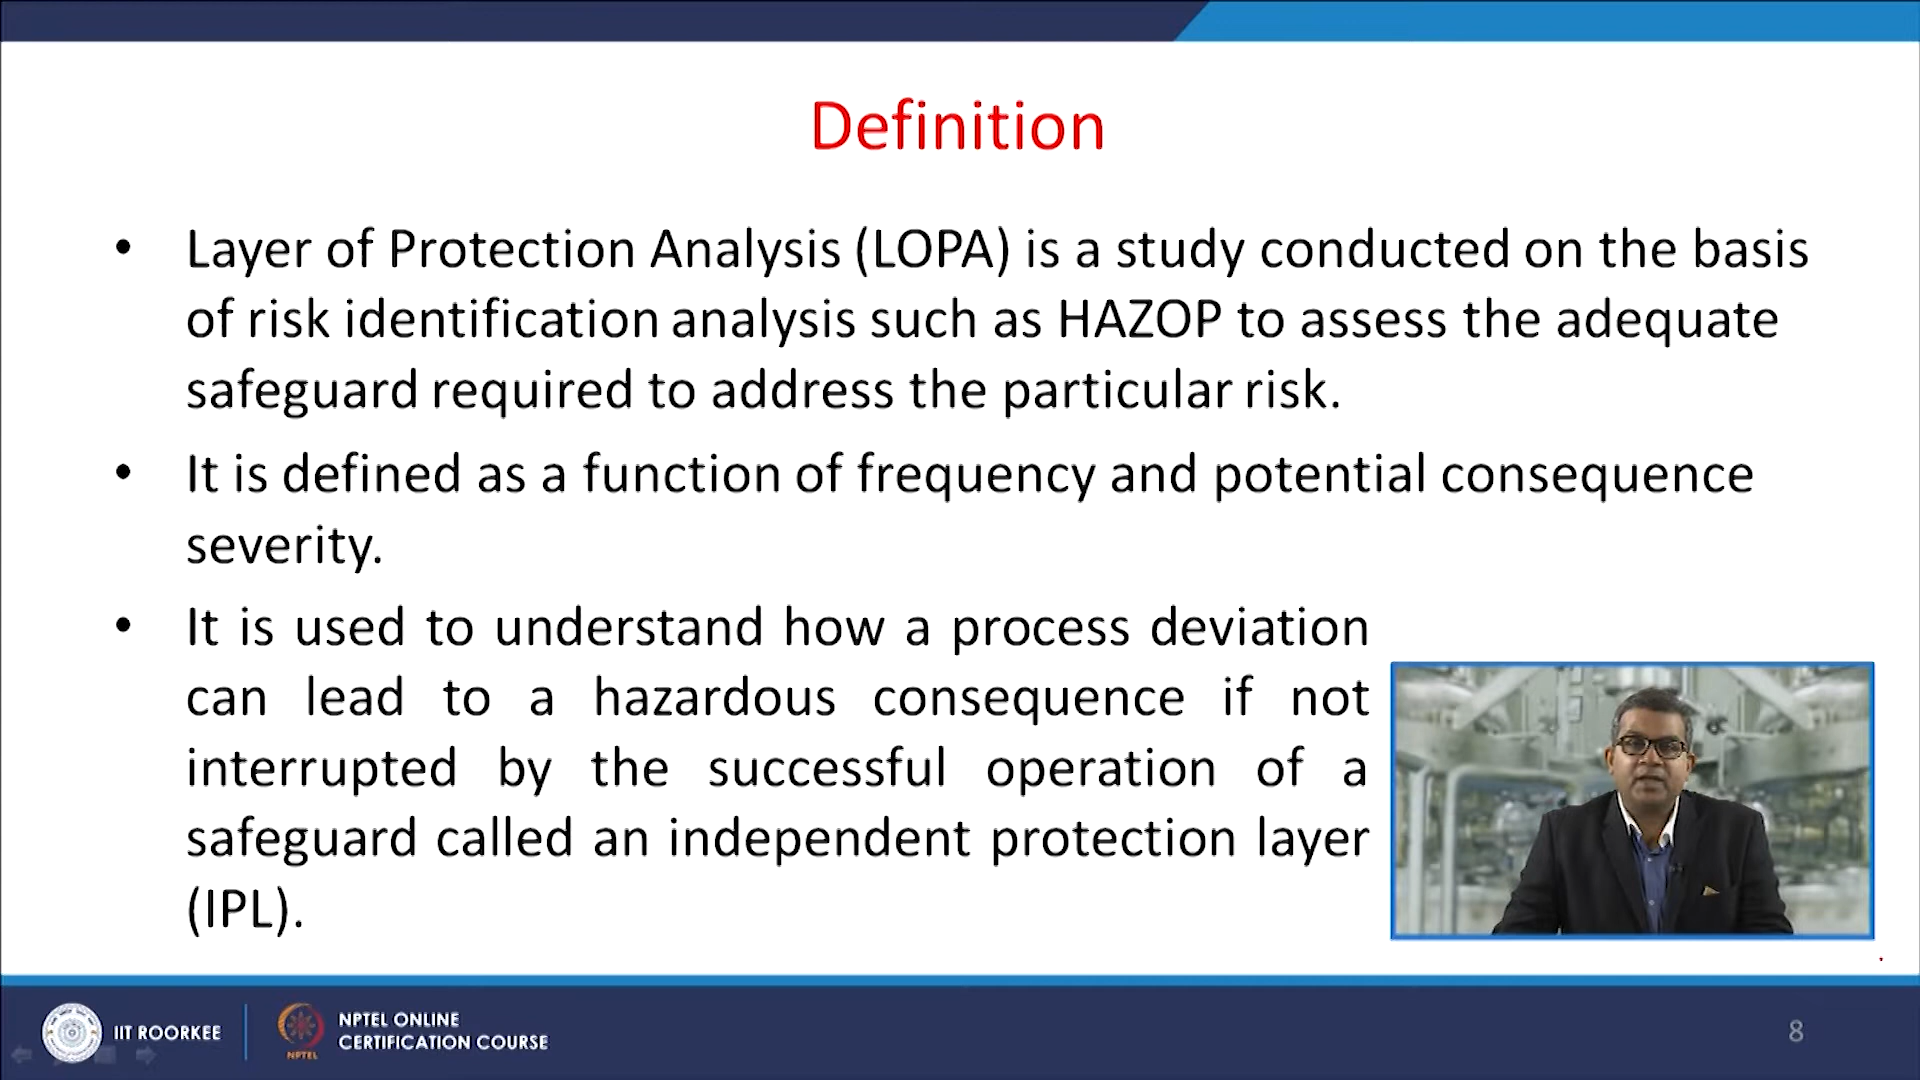 Definition
• Layer of Protection Analysis (LOPA) is a study conducted on the basis
of risk identification analysis such as HAZOP to assess the adequate
safeguard required to address the particular risk.
• It is defined as a function of frequency and potential consequence
severity.
• It is used to understand how a process deviation
can lead to a hazardous consequence if not
interrupted by the successful operation of a
safeguard called an independent protection layer
(IPL).
IIT ROORKEE
NPTEL
NPTEL ONLINE
CERTIFICATION COURSE
8